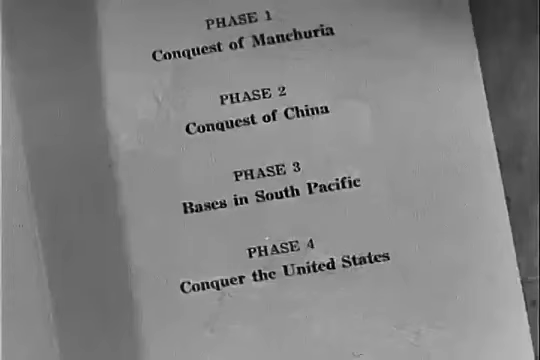 PHASE 1
Conquest of Manchuria
PHASE 2
Conquest of China
PHASE 3
Bases in South Pacific
PHASE 4
Conquer the United States